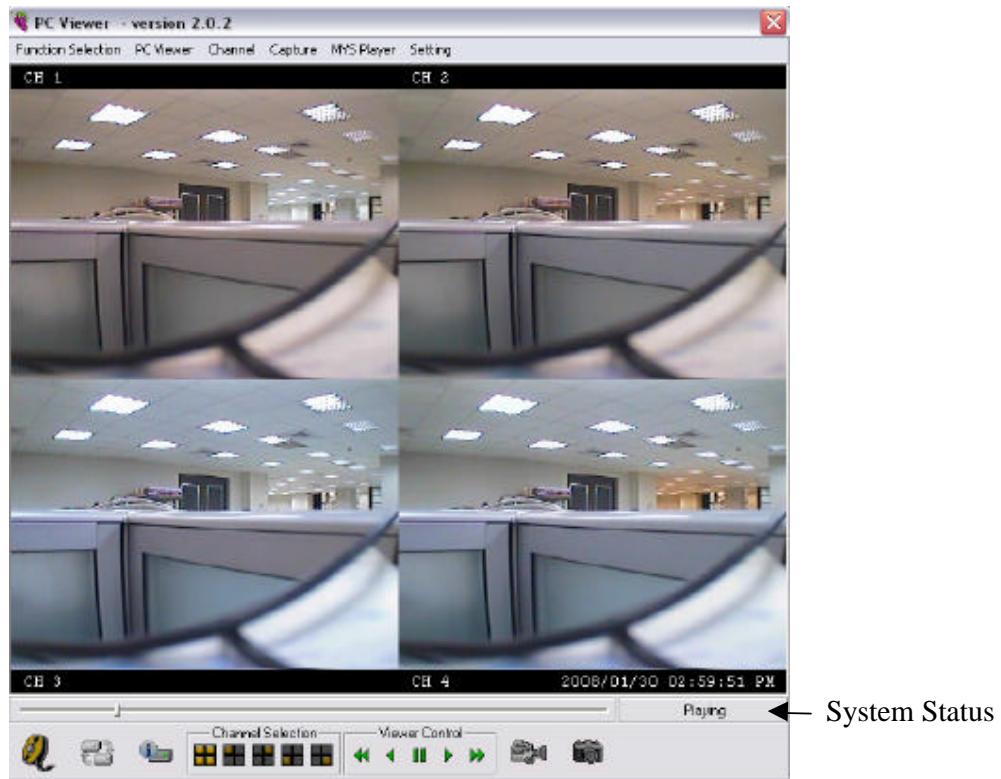 PC Viewer - version 2.0.2
Function Selection PC Viewer Channel Capture MYS Player Setting
CH 1 CH 2
CH 3 CH 4 2008/01/30 02:59:51 PM
Playing
System Status
Channel Selection Viewer Control